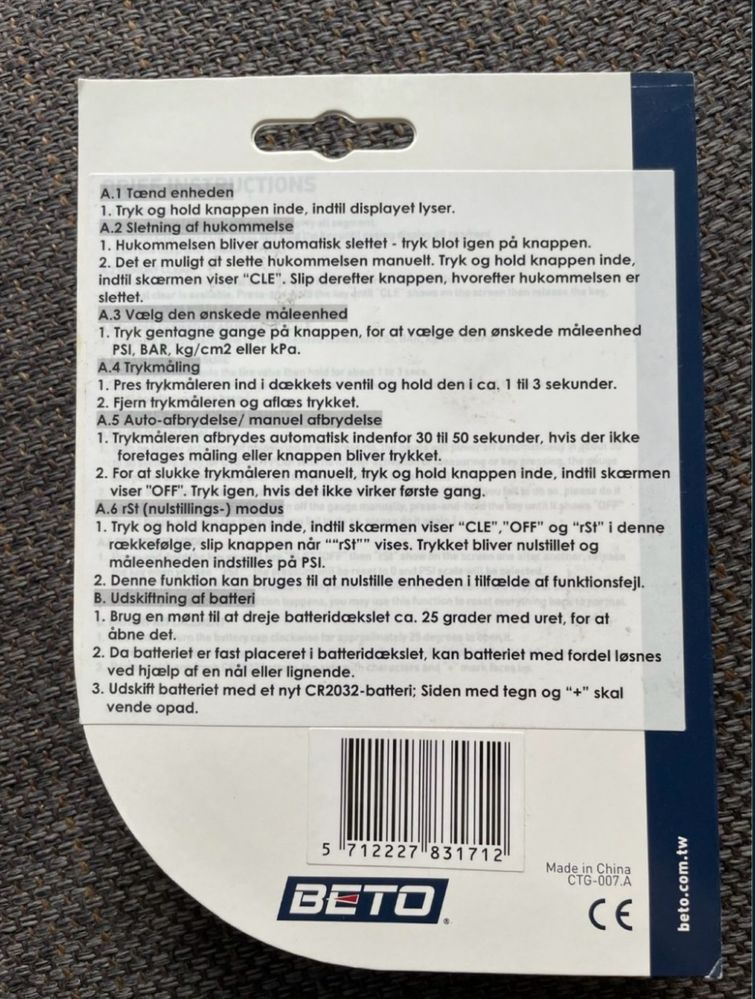 A.1 Tænd enheden
1. Tryk og hold knappen inde, indtil displayet lyser.
A.2 Sletning af hukommelse
1. Hukommelsen bliver automatisk slettet - tryk blot igen på knappen.
2. Det er muligt at slette hukommelsen manuelt. Tryk og hold knappen inde,
indtil skærmen viser “CLE”. Slip derefter knappen, hvorefter hukommelsen er
slettet.
A.3 Vælg den ønskede måleenhed
1. Tryk gentagne gange på knappen, for at vælge den ønskede måleenhed
PSI, BAR, kg/cm2 eller kPa.
A.4 Trykmåling
1. Pres trykmåleren ind i dækkets ventil og hold den i ca. 1 til 3 sekunder.
2. Fjern trykmåleren og aflæs trykket.
A.5 Auto-afbrydelse/ manuel afbrydelse
1. Trykmåleren afbrydes automatisk indenfor 30 til 50 sekunder, hvis der ikke
foretages måling eller knappen bliver trykket.
2. For at slukke trykmåleren manuelt, tryk og hold knappen inde, indtil skærmen
viser "OFF". Tryk igen, hvis det ikke virker første gang.
A.6 rSt (nulstillings-) modus
1. Tryk og hold knappen inde, indtil skærmen viser “CLE”,"OFF” og “rSt” i denne
rækkefølge, slip knappen når ““rSt”” vises. Trykket bliver nulstillet og
måleenheden indstilles på PSI.
2. Denne funktion kan bruges til at nulstille enheden i tilfælde af funktionsfejl.
B. Udskiftning af batteri
1. Brug en mønt til at dreje batteridækslet ca. 25 grader med uret, for at
åbne det.
2. Da batteriet er fast placeret i batteridækslet, kan batteriet med fordel løsnes
ved hjælp af en nål eller lignende.
3. Udskift batteriet med et nyt CR2032-batteri; Siden med tegn og “+” skal
vende opad.
5 712227 831712
Made in China
CTG-007.A
BETO®
CE
beto.com.tw